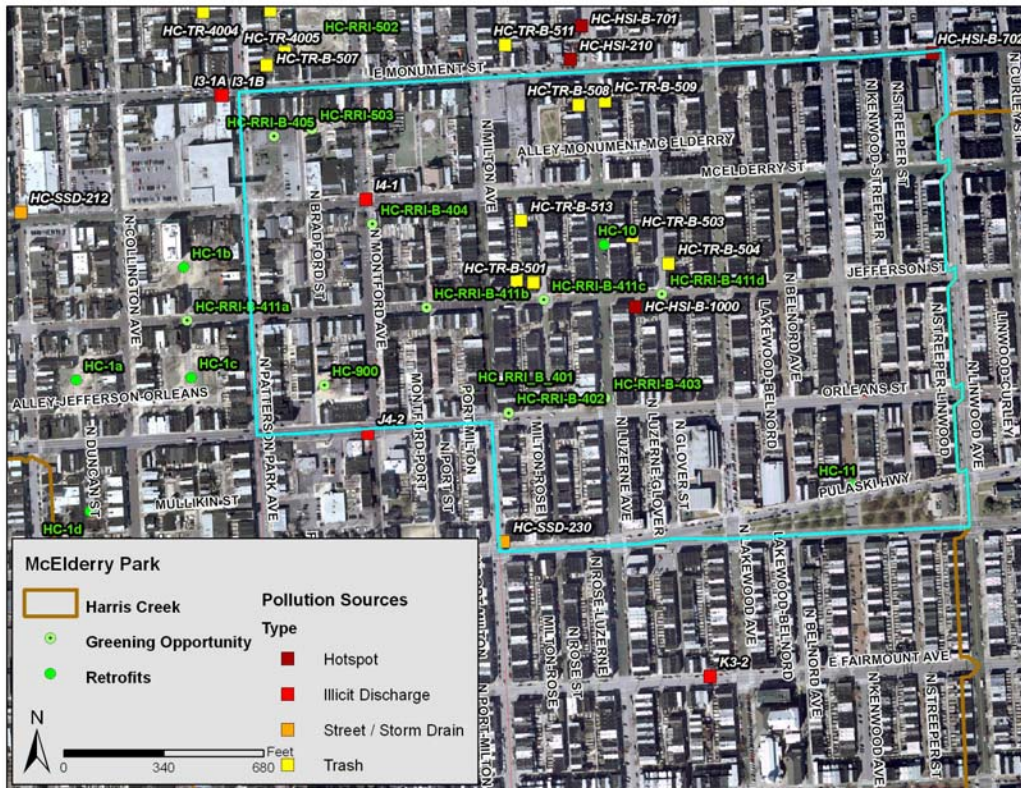 HC-TR-4004
HC-TR-4005
HC-RRI-502
HC-TR-B-511
HC-HSI-B-701
HC-HSI-210
HC-HSI-B-702
HC-TR-B-507
E MONUMENT ST
I3-1A
I3-1B
HC-RRI-B-405
HC-RRI-503
HC-TR-B-508
HC-TR-B-509
N KENWOOD-STREEPER
N STREEPER ST
N CURLEY S
ALLEY-MONUMENT-MC ELDERRY
MCELDERRY ST
N MILTON AVE
HC-SSD-212
N COLLINGTON AVE
N BRADFORD ST
I4-1
HC-RRI-B-404
N MONTFORD AVE
HC-TR-B-513
HC-10
HC-TR-B-503
HC-TR-B-504
HC-1b
HC-TR-B-501
JEFFERSON ST
HC-RRI-B-411a
HC-RRI-B-411b
HC-RRI-B-411c
HC-RRI-B-411d
HC-HSI-B-1000
LAKEWOOD-BELNORD
N BELNORD AVE
N STREEPER-LINWOOD
N LINWOOD AVE
LINWOOD-CURLEY
HC-1a
HC-1c
ALLEY-JEFFERSON-ORLEANS
N PATTERSON PARK AVE
HC-900
HC-RRI_B_401
HC-RRI-B-402
HC-RRI-B-403
ORLEANS ST
J4-2
MONTFORD-PORT
PORT-MILTON
N PORT ST
MILTON-ROSE
N LUZERNE AVE
N LUZERNE-GLOVER
N GLOVER ST
N DUNCAN ST
MULLIKIN ST
HC-11
PULASKI HWY
HC-1d
HC-SSD-230
N PORT-MILTON
MILTON-ROSE
N ROSE ST
N ROSE-LUZERNE
N LAKEWOOD AVE
LAKEWOOD-BELNORD
N BELNORD AVE
K3-2
E FAIRMOUNT AVE
N KENWOOD AVE
N STREEPER ST
McElderry Park
Harris Creek
Greening Opportunity
Retrofits
Pollution Sources
Type
Hotspot
Illicit Discharge
Street / Storm Drain
Trash
N
Feet
0 340 680